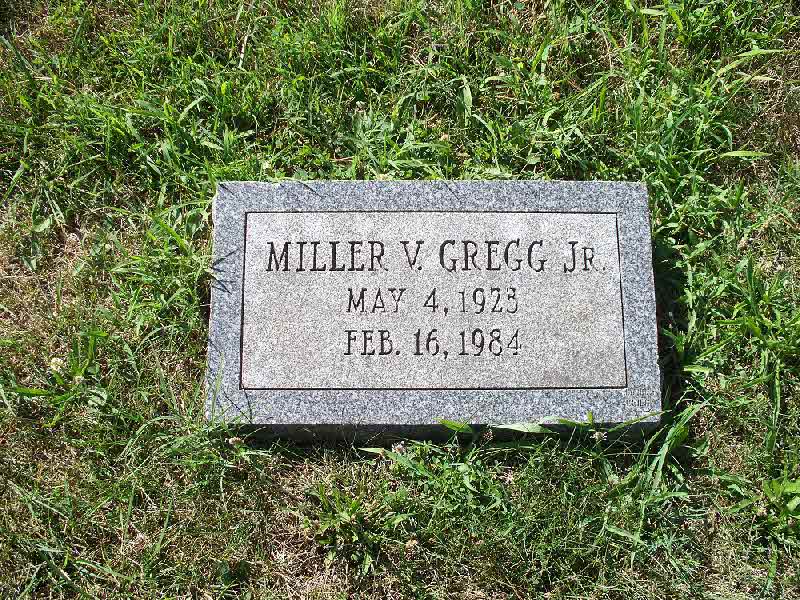 MILLER V. GREGG JR.
MAY 4, 1925
FEB. 16, 1984